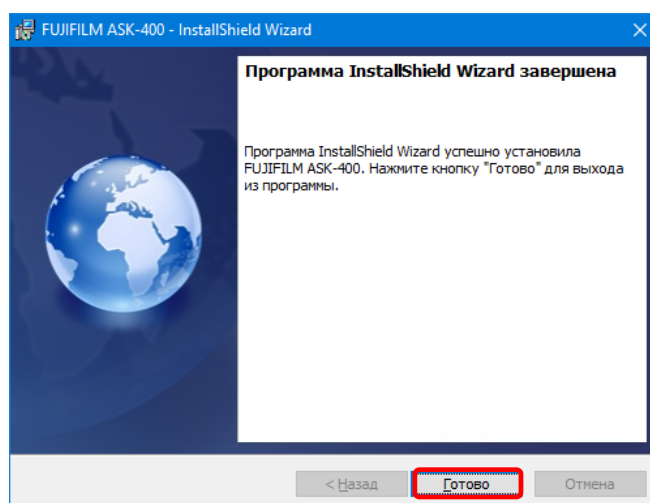 FUJIFILM ASK-400 - InstallShield Wizard
Программа InstallShield Wizard завершена
Программа InstallShield Wizard успешно установила
FUJIFILM ASK-400. Нажмите кнопку "Готово" для выхода
из программы.
< Назад Готово Отмена